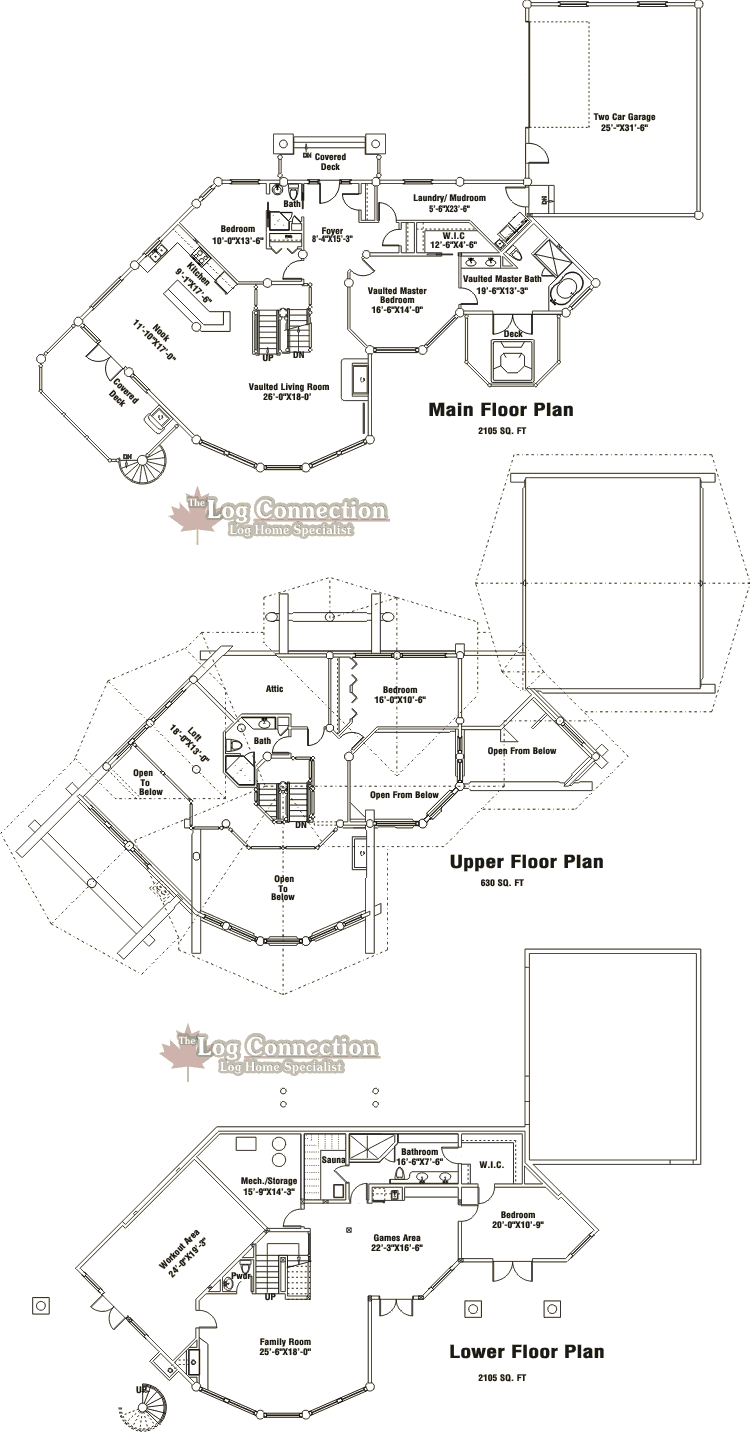 Two Car Garage
25'-"X31'-6"
DN
Covered
Deck
Bath
Laundry/ Mudroom
5'-6"X23'-6"
DN
Bedroom
10'-0"X13'-6"
Foyer
8'-4"X15'-3"
W.I.C
12'-6"X4'-6"
Kitchen
9'-1"X17'-6"
Vaulted Master
Bedroom
16'-6"X14'-0"
Vaulted Master Bath
19'-6"X13'-3"
Nook
11'-10"X17'-0"
Deck
UP
DN
Covered
Deck
Vaulted Living Room
26'-0"X18-0'
DN
Main Floor Plan
2105 SQ. FT
The Log Connection
Log Home Specialist
Attic
Bedroom
16'-0"X10'-6"
Loft
18'-0"X13'-0"
Bath
Open From Below
Open
To
Below
Open From Below
DN
Open
To
Below
Upper Floor Plan
630 SQ. FT
The Log Connection
Log Home Specialist
Sauna
Bathroom
16'-6"X7'-6"
W.I.C.
Mech./Storage
15'-9"X14'-3"
Bedroom
20'-0"X10'-9"
Workout Area
24'-0"X19'-3"
Games Area
22'-3"X16'-6"
Pwdr
UP
Family Room
25'-6"X18'-0"
UP
Lower Floor Plan
2105 SQ. FT